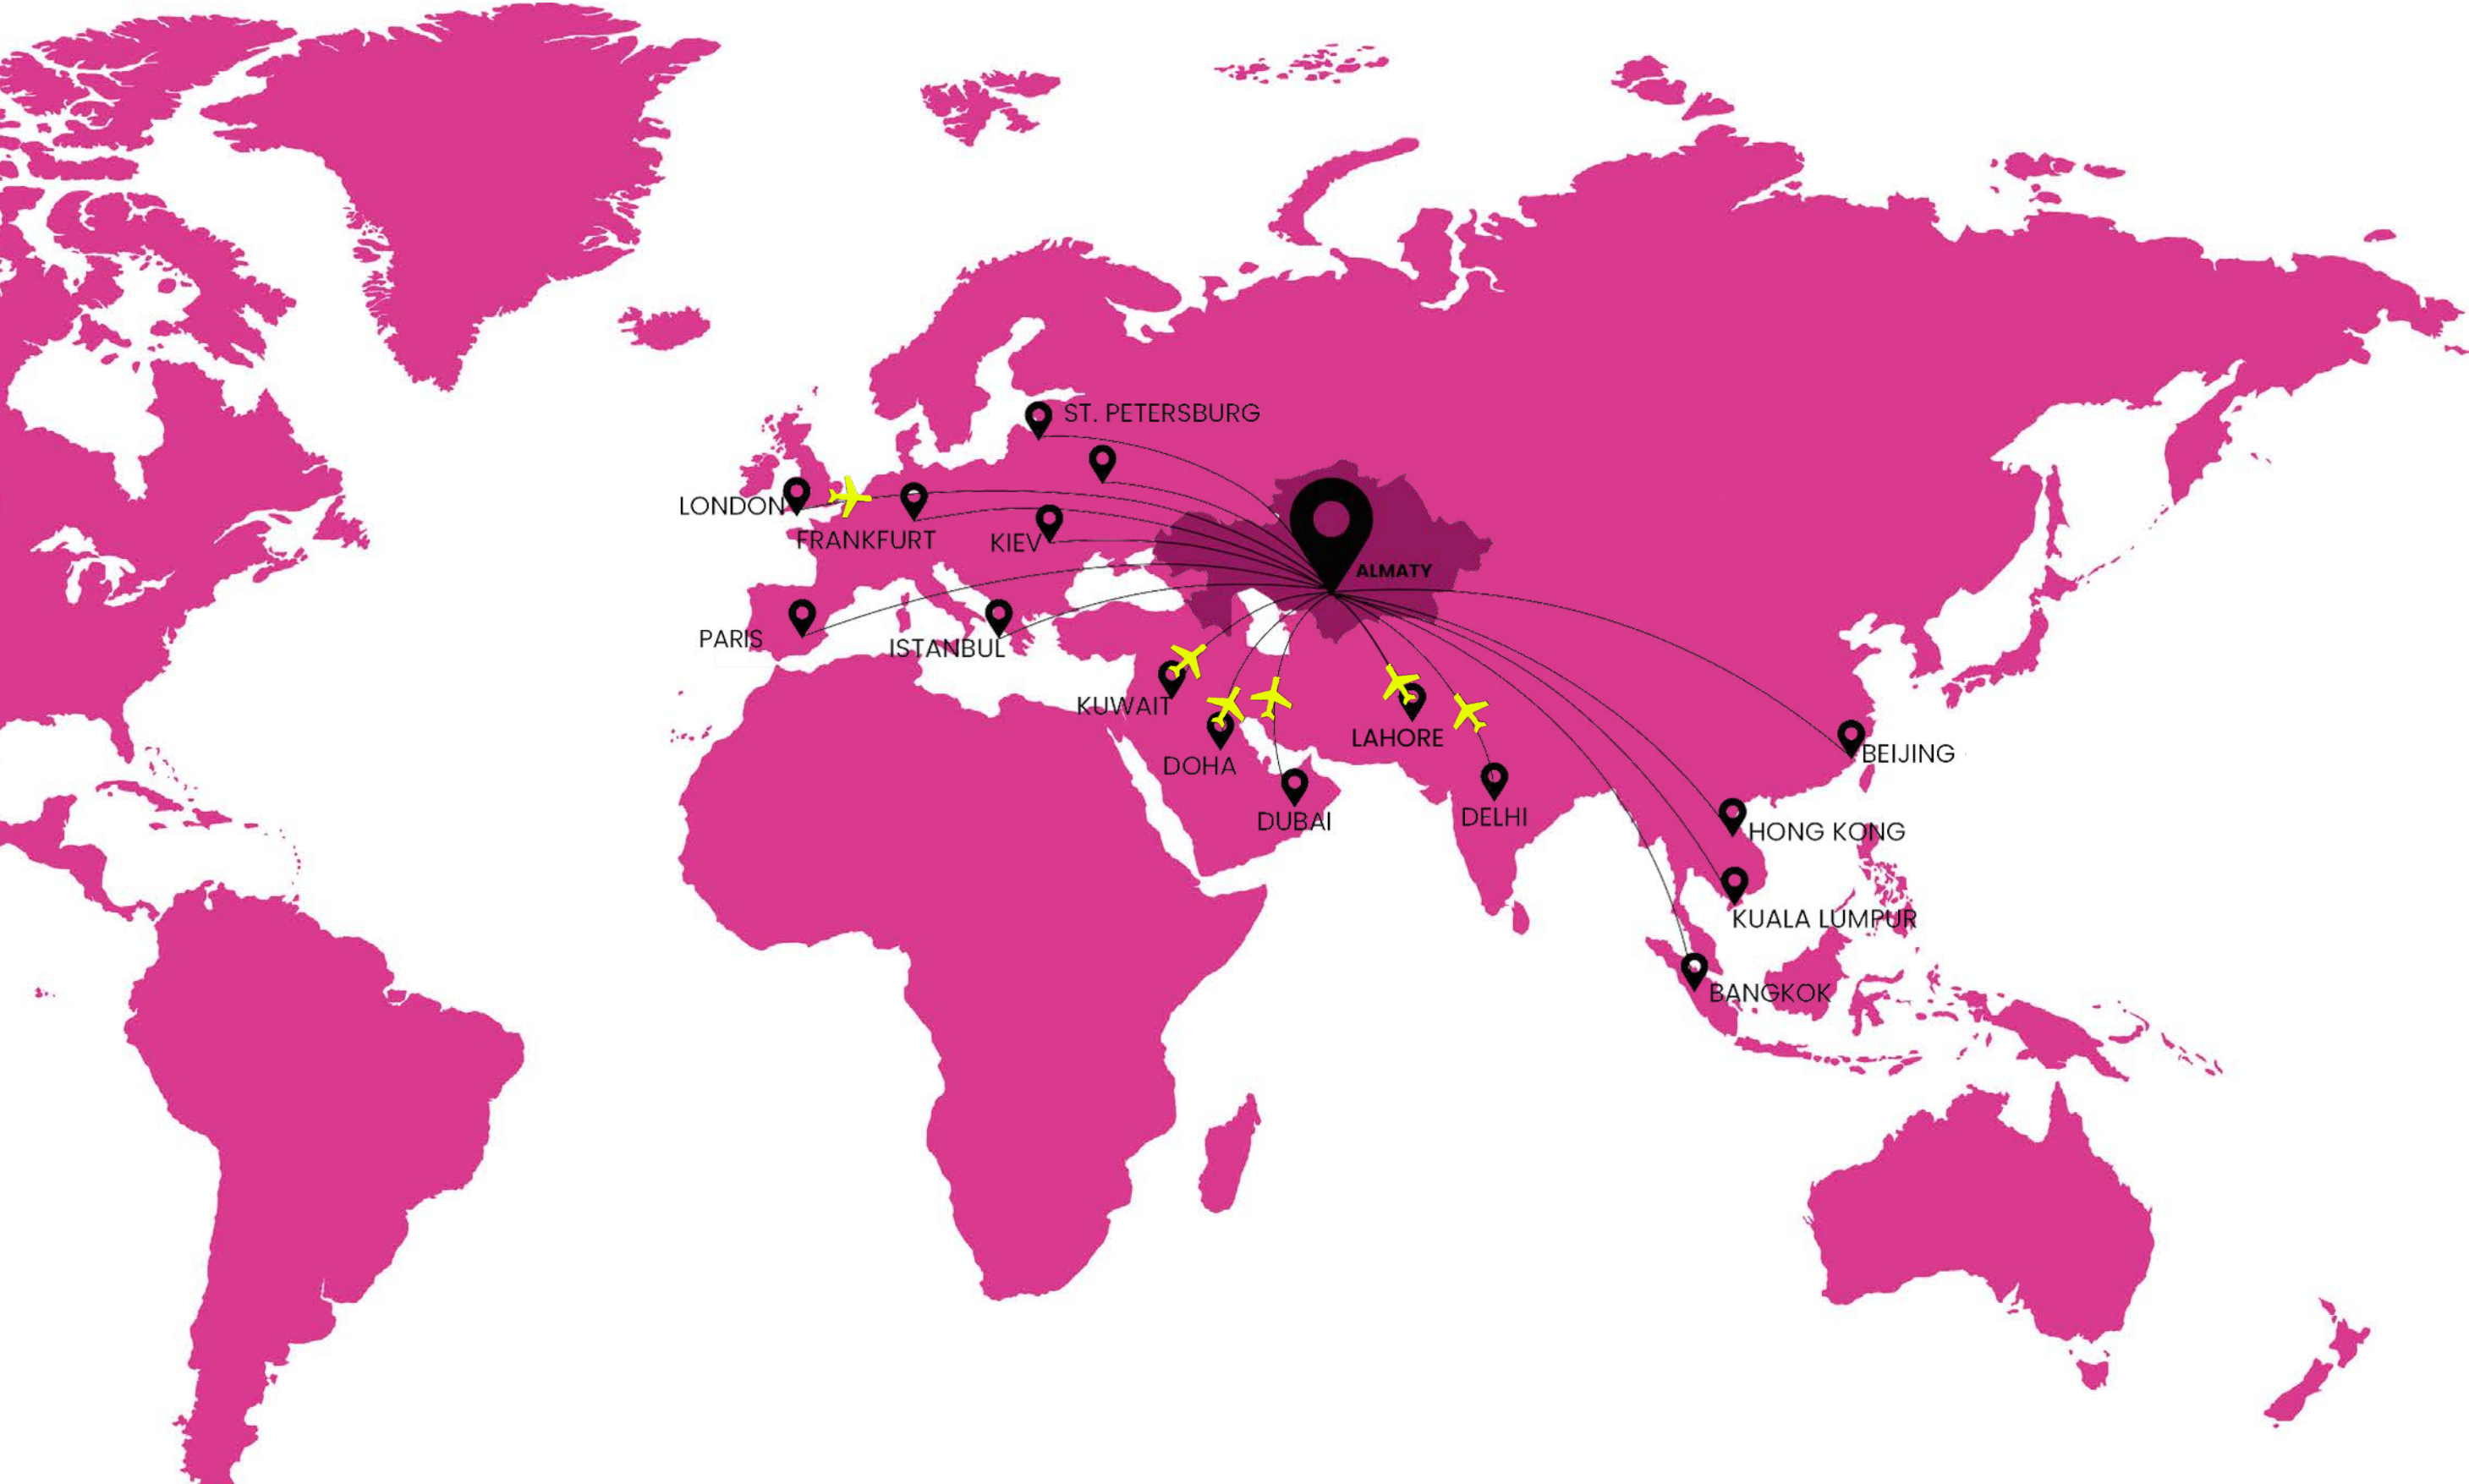 ST. PETERSBURG
LONDON
FRANKFURT
KIEV
ALMATY
PARIS
ISTANBUL
KUWAIT
LAHORE
BEIJING
DOHA
DUBAI
DELHI
HONG KONG
KUALA LUMPUR
BANGKOK